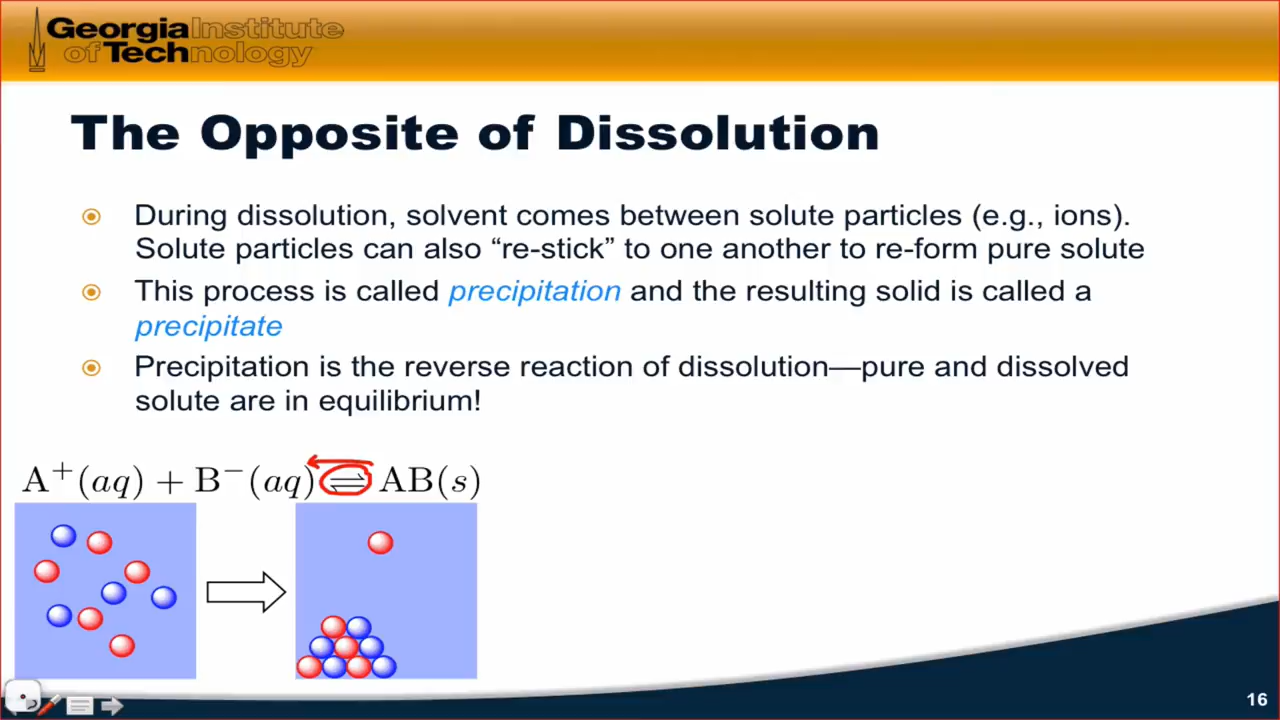 Georgia Institute
of Technology
The Opposite of Dissolution
During dissolution, solvent comes between solute particles (e.g., ions).
Solute particles can also “re-stick” to one another to re-form pure solute
This process is called precipitation and the resulting solid is called a
precipitate
Precipitation is the reverse reaction of dissolution—pure and dissolved
solute are in equilibrium!
A⁺(aq) + B⁻(aq) ⇌ AB(s)
16